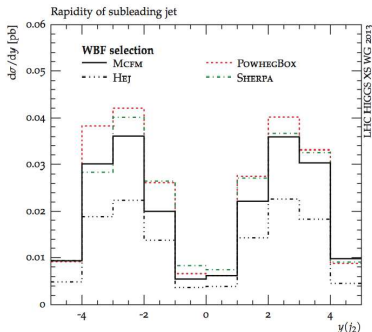 Rapidity of subleading jet
dσ/dy [pb]
0.06
0.05
0.04
0.03
0.02
0.01
0
WBF selection
MCFM
HEJ
POWHEGBOX
SHERPA
LHC HIGGS XS WG 2013
-4
-2
0
2
4
y(j₂)